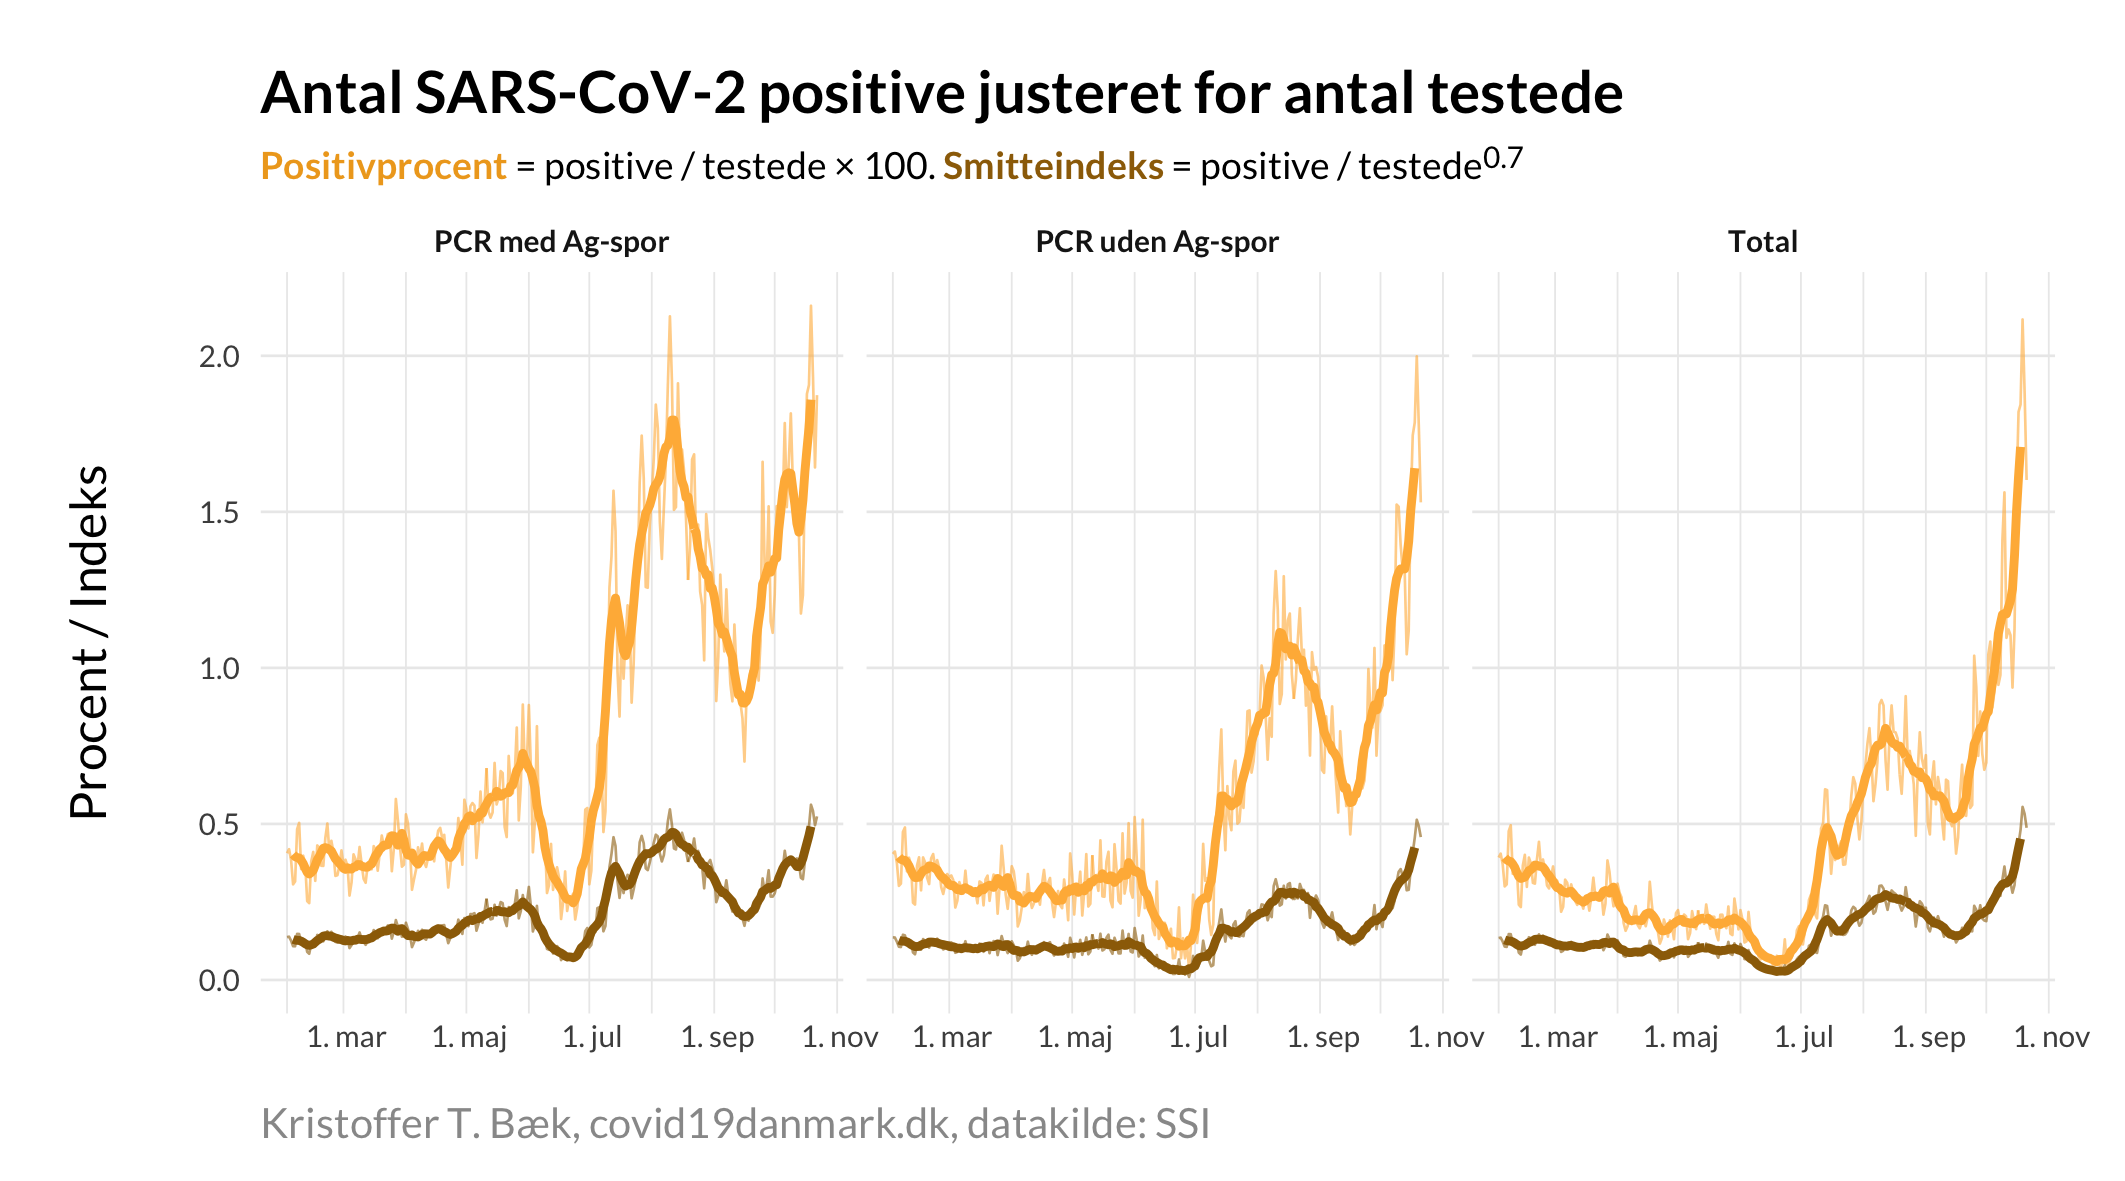 Antal SARS-CoV-2 positive justeret for antal testede
Positivprocent = positive / testede × 100. Smitteindeks = positive / testede^0.7
PCR med Ag-spor
PCR uden Ag-spor
Total
Procent / Indeks
2.0
1.5
1.0
0.5
0.0
1. mar 1. maj 1. jul 1. sep 1. nov 1. mar 1. maj 1. jul 1. sep 1. nov 1. mar 1. maj 1. jul 1. sep 1. nov
Kristoffer T. Bæk, covid19danmark.dk, datakilde: SSI